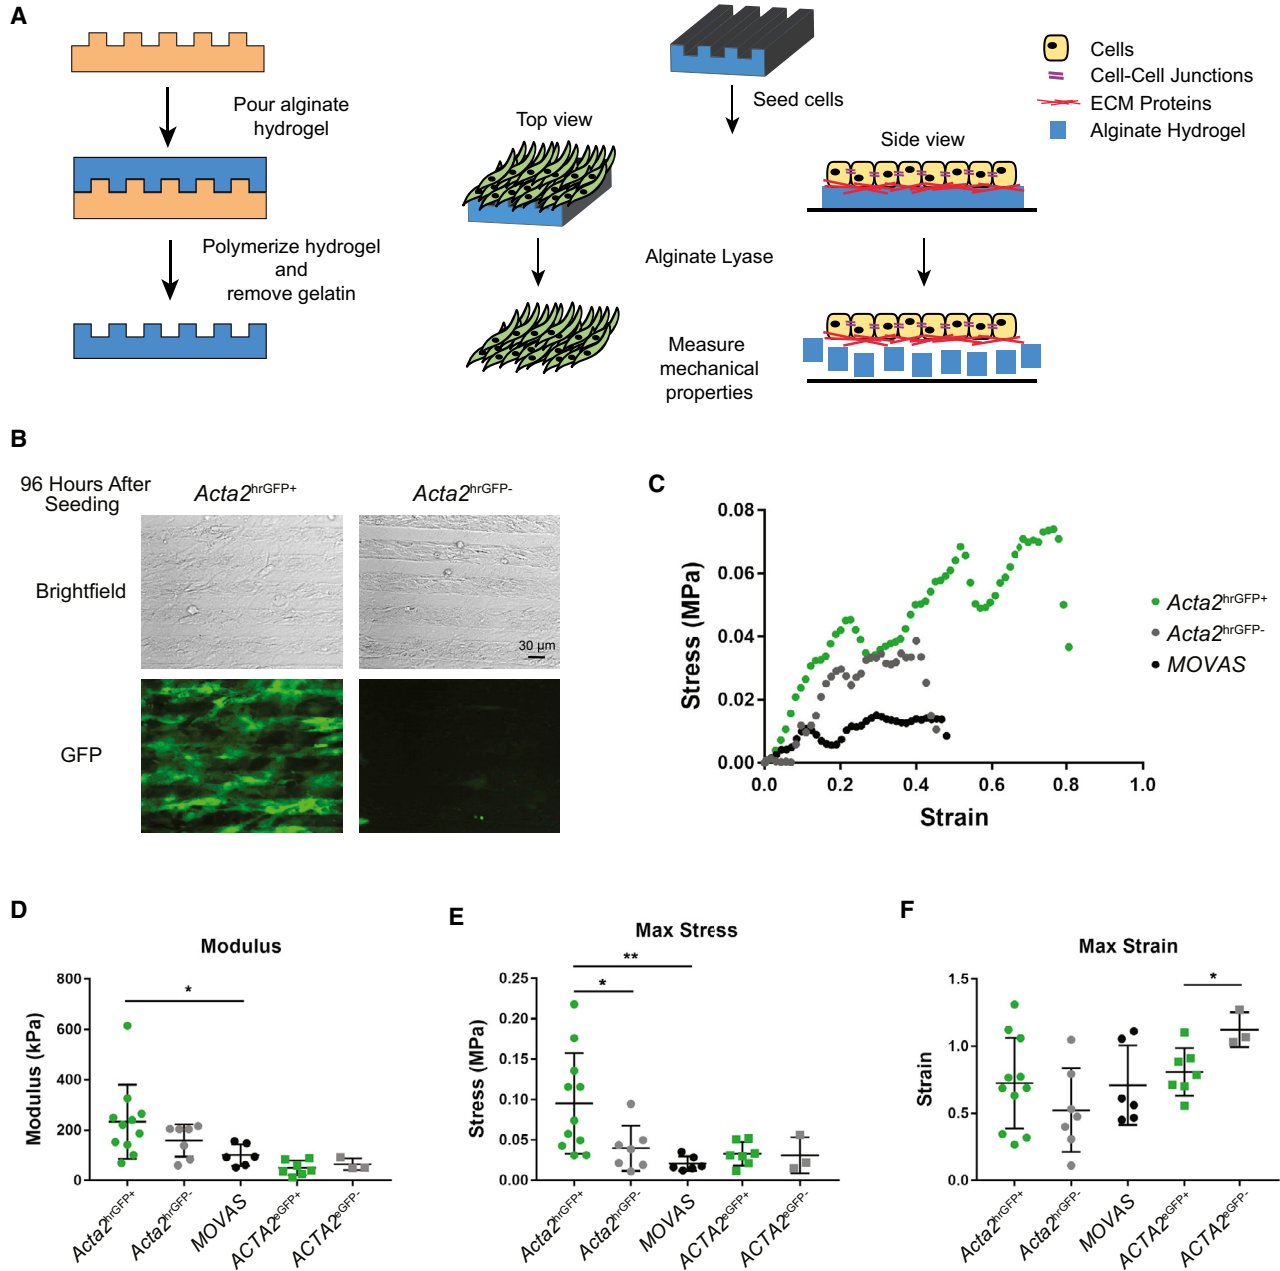 A
Pour alginate
hydrogel
Polymerize hydrogel
and
remove gelatin
Top view
Seed cells
Side view
Alginate Lyase
Measure
mechanical
properties
Cells
Cell-Cell Junctions
ECM Proteins
Alginate Hydrogel
B
96 Hours After
Seeding
Acta2hrGFP+
Acta2hrGFP-
Brightfield
30 µm
GFP
C
Stress (MPa)
0.08
0.06
0.04
0.02
0.00
0.0 0.2 0.4 0.6 0.8 1.0
Strain
Acta2hrGFP+
Acta2hrGFP-
MOVAS
D
Modulus
Modulus (kPa)
800
600
400
200
0
*
Acta2hrGFP+
Acta2hrGFP-
MOVAS
ACTA2eGFP+
ACTA2eGFP-
E
Max Stress
Stress (MPa)
0.25
0.20
0.15
0.10
0.05
0.00
**
*
Acta2hrGFP+
Acta2hrGFP-
MOVAS
ACTA2eGFP+
ACTA2eGFP-
F
Max Strain
Strain
1.5
1.0
0.5
0.0
*
Acta2hrGFP+
Acta2hrGFP-
MOVAS
ACTA2eGFP+
ACTA2eGFP-